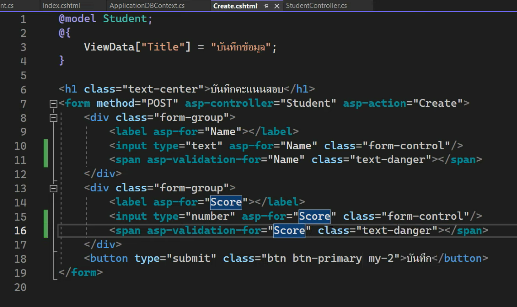 nt.cs Index.cshtml ApplicationDBContext.cs Create.cshtml StudentController.cs
1 @model Student;
2 @{
3 ViewData["Title"] = "บันทึกข้อมูล";
4 }
5
6 <h1 class="text-center">บันทึกคะแนนสอบ</h1>
7 <form method="POST" asp-controller="Student" asp-action="Create">
8 <div class="form-group">
9 <label asp-for="Name"></label>
10 <input type="text" asp-for="Name" class="form-control"/>
11 <span asp-validation-for="Name" class="text-danger"></span>
12 </div>
13 <div class="form-group">
14 <label asp-for="Score"></label>
15 <input type="number" asp-for="Score" class="form-control"/>
16 <span asp-validation-for="Score" class="text-danger"></span>
17 </div>
18 <button type="submit" class="btn btn-primary my-2">บันทึก</button>
19 </form>
20